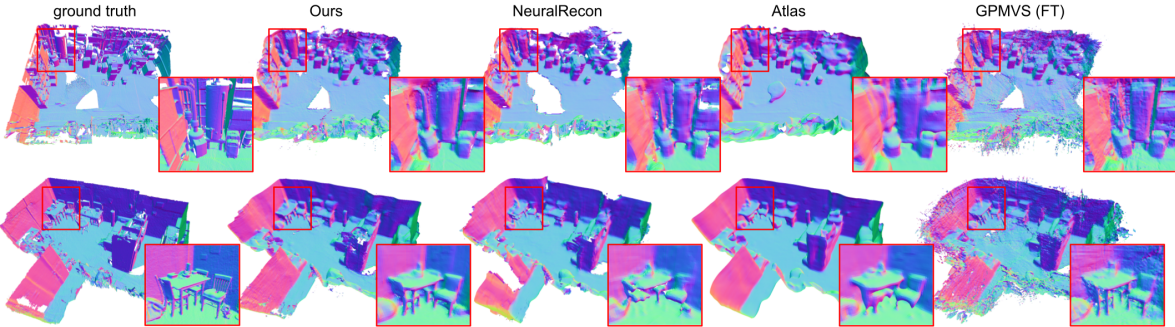 ground truth
Ours
NeuralRecon
Atlas
GPMVS (FT)